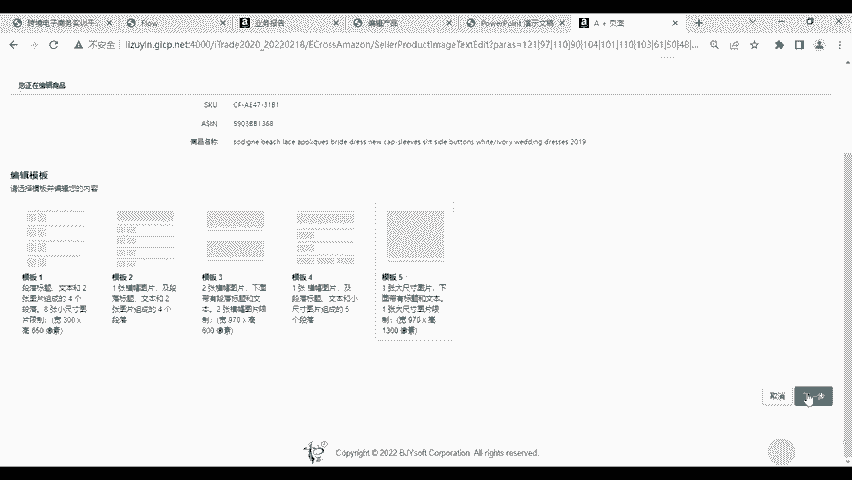 跨境电子商务实训平
Flow
业务报告
编辑产品
PowerPoint 演示文稿
A + 页面
不安全
lizuyin.gicp.net:4000/iTrade2020_20220218/ECrossAmazon/SellerProductImageTextEdit?paras=121|97|110|90|104|101|110|103|61|50|48|...
您正在编辑商品
SKU
ASIN
商品名称
beach lace appliques bride dress new cap-sleeves slit side buttons white/ivory wedding dresses 2019
编辑模板
请选择模板并编辑您的内容
模板 1
段落标题、文本和 2
张图片组成的 4 个
段落。8 张小尺寸图
片限制：(宽 300 x
高 650 像素)
模板 2
1 张横幅图片，及段
落标题、文本和 2
张图片组成的 4 个
段落
模板 3
2 张横幅图片，下面
带有段落标题和文
本。2 张横幅图片限
制：(宽 970 x 高
600 像素)
模板 4
1 张 横幅图片，及
段落标题、文本和小
尺寸图片组成的 5
个段落
模板 5
1 张大尺寸图片，下
面带有标题和文本。
1 张大尺寸图片限
制：(宽 970 x 高
1300 像素)
取消
下一步
Copyright © 2022 BJYsoft Corporation. All rights reserved.